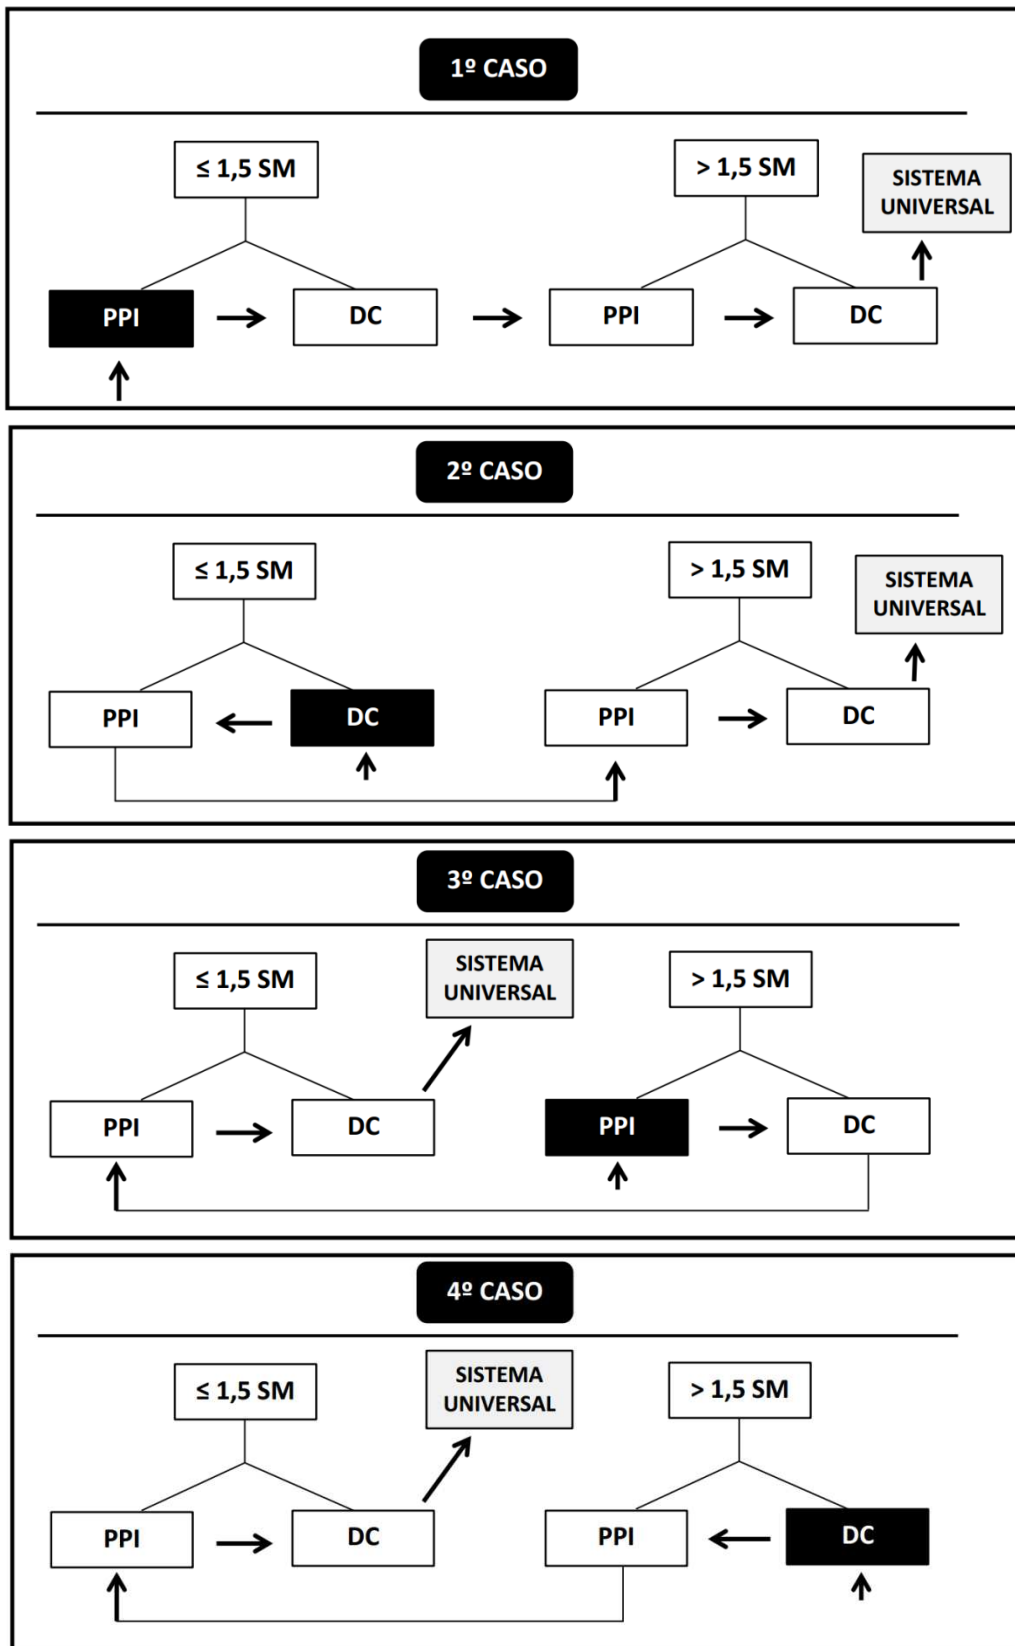 1º CASO
≤ 1,5 SM
> 1,5 SM
SISTEMA
UNIVERSAL
PPI
DC
PPI
DC
2º CASO
≤ 1,5 SM
> 1,5 SM
SISTEMA
UNIVERSAL
PPI
DC
PPI
DC
3º CASO
≤ 1,5 SM
SISTEMA
UNIVERSAL
> 1,5 SM
PPI
DC
PPI
DC
4º CASO
≤ 1,5 SM
SISTEMA
UNIVERSAL
> 1,5 SM
PPI
DC
PPI
DC